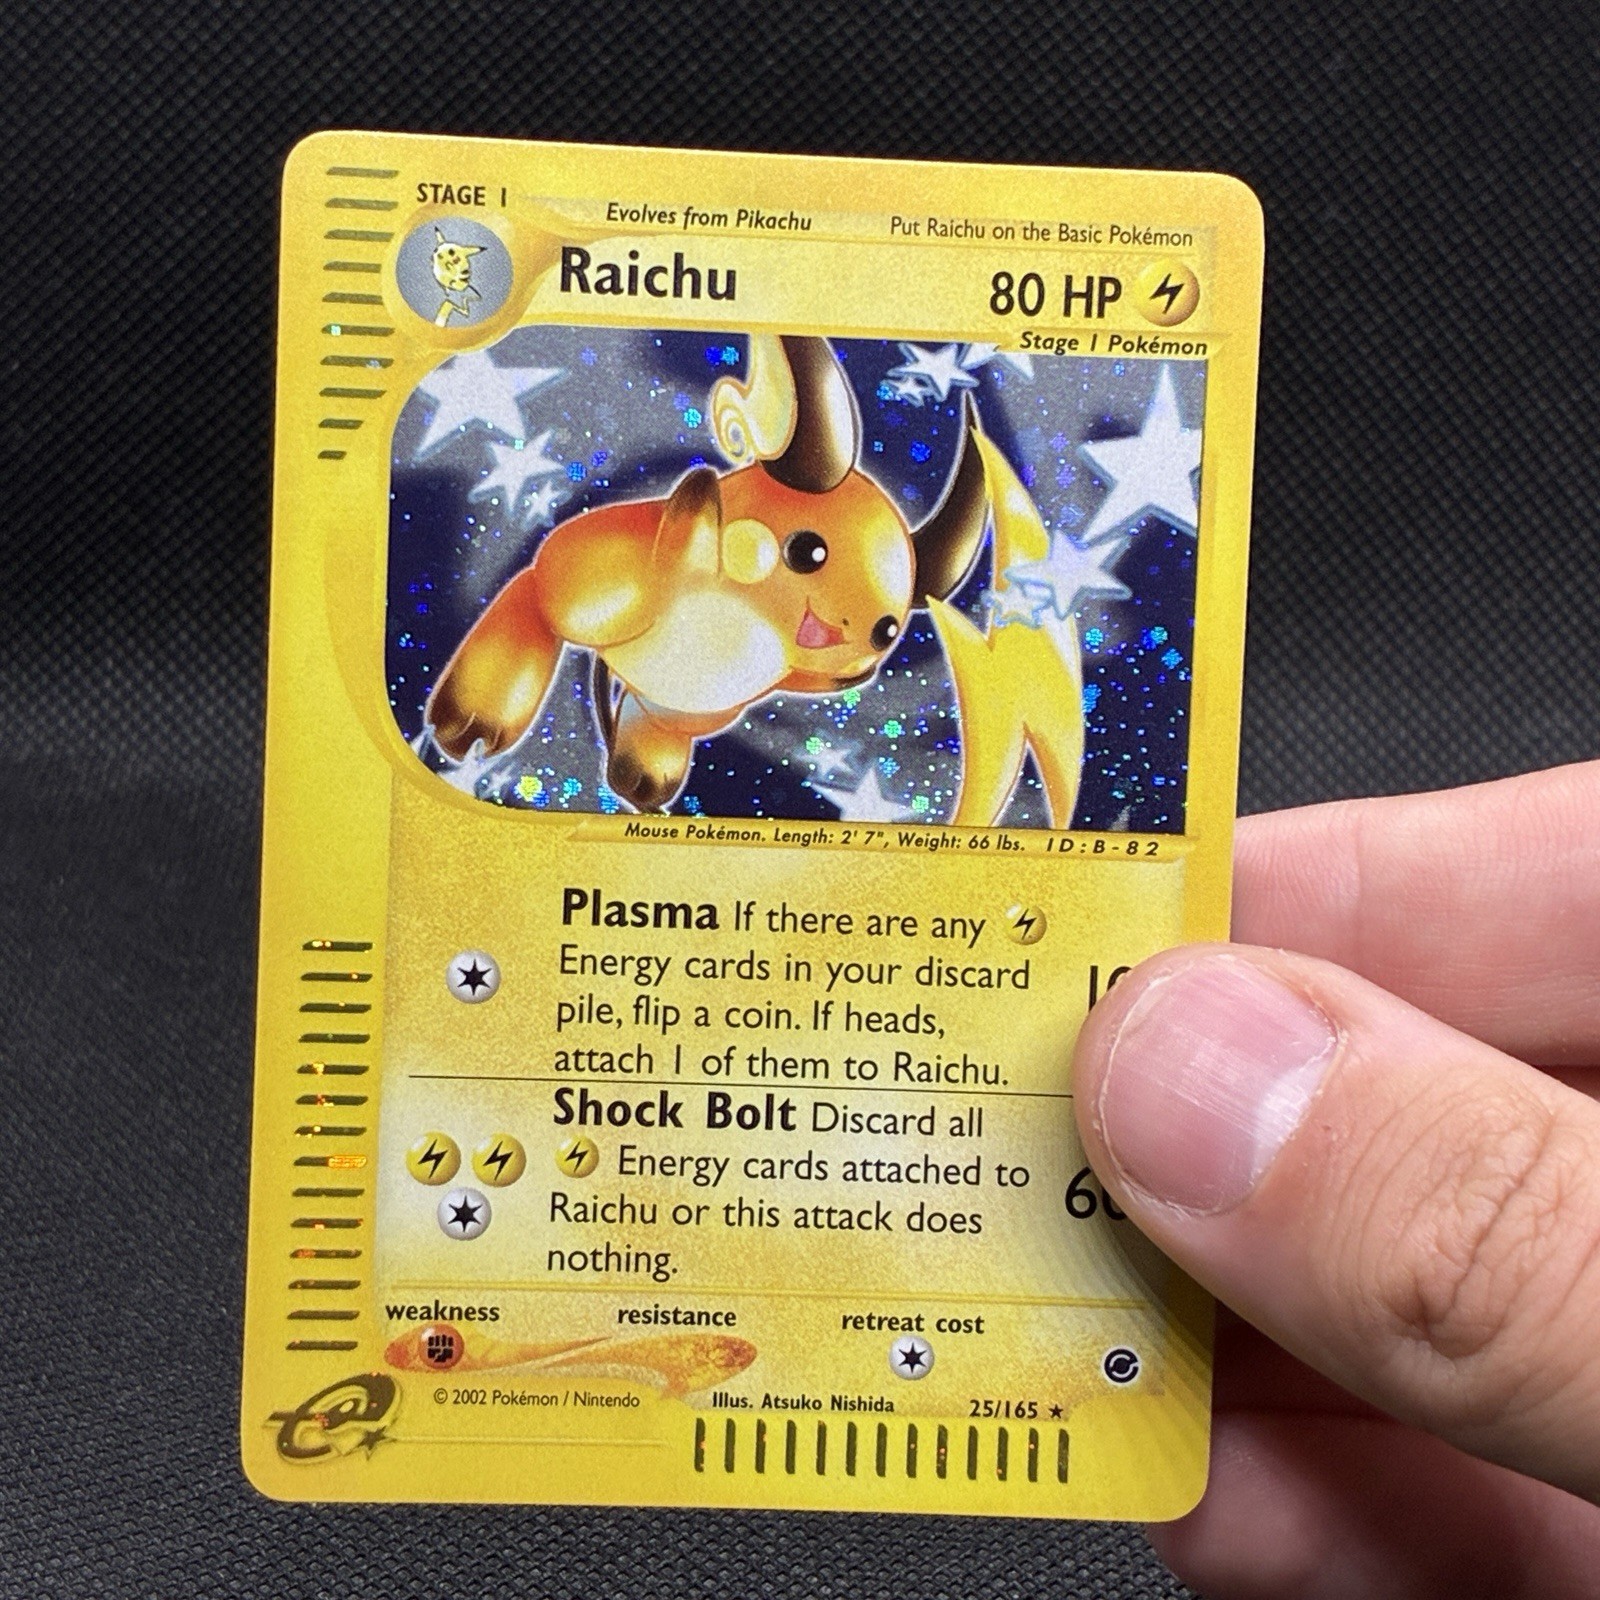 STAGE 1
Evolves from Pikachu
Put Raichu on the Basic Pokémon
Raichu
80 HP
Stage 1 Pokémon
Mouse Pokémon. Length: 2' 7", Weight: 66 lbs. ID:B-82
Plasma If there are any
Energy cards in your discard
pile, flip a coin. If heads,
attach 1 of them to Raichu.
Shock Bolt Discard all
Energy cards attached to
Raichu or this attack does
nothing.
weakness resistance retreat cost
© 2002 Pokémon / Nintendo
Illus. Atsuko Nishida
25/165 ★